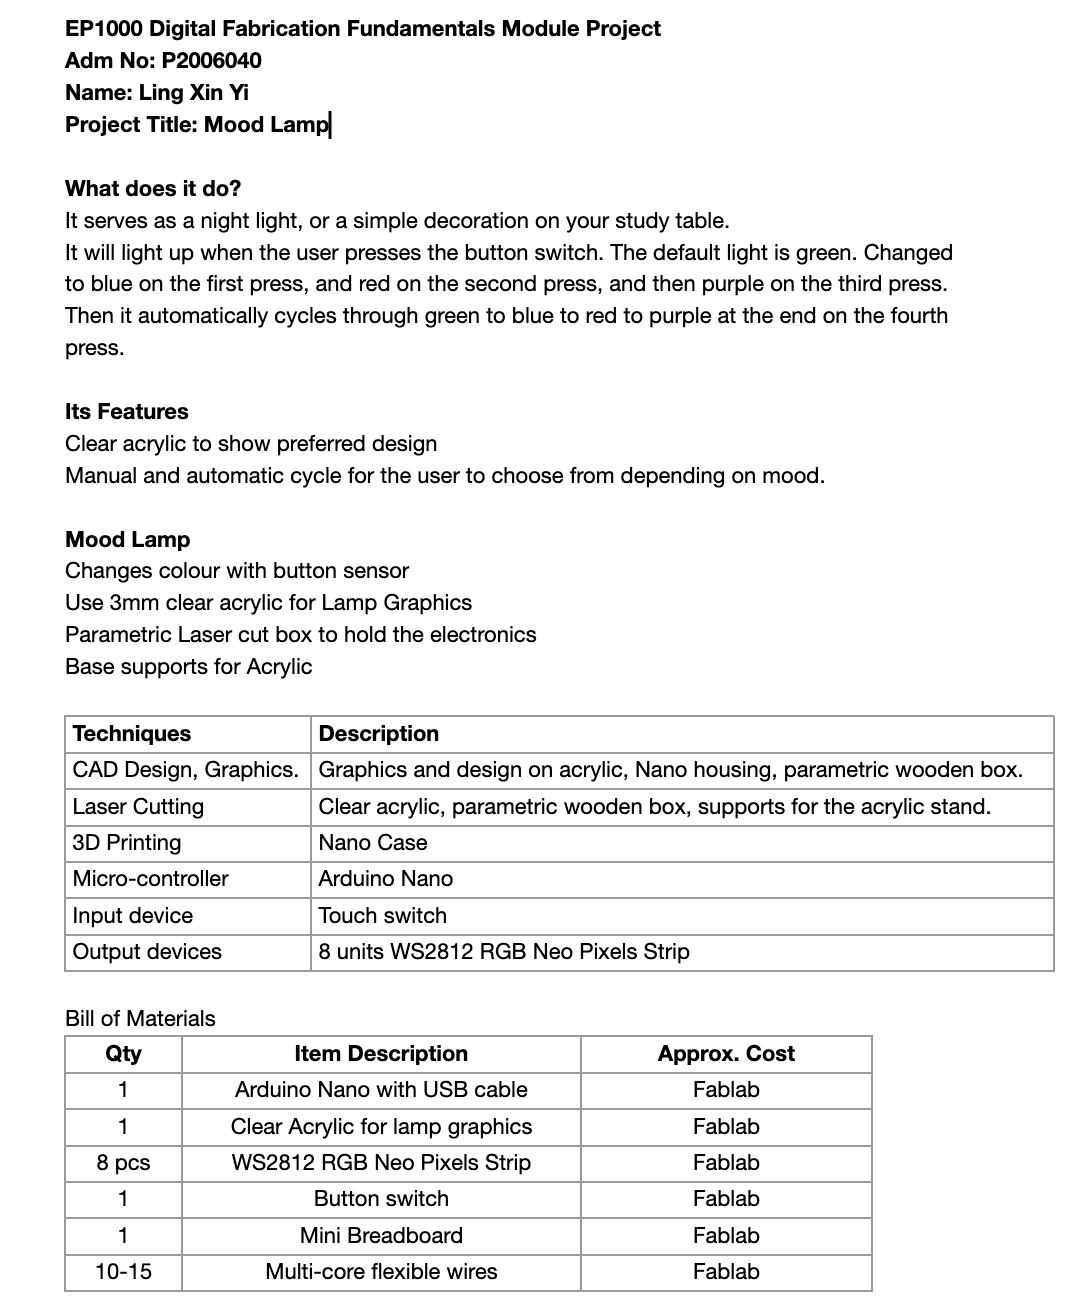 EP1000 Digital Fabrication Fundamentals Module Project
Adm No: P2006040
Name: Ling Xin Yi
Project Title: Mood Lamp
What does it do?
It serves as a night light, or a simple decoration on your study table.
It will light up when the user presses the button switch. The default light is green. Changed
to blue on the first press, and red on the second press, and then purple on the third press.
Then it automatically cycles through green to blue to red to purple at the end on the fourth
press.
Its Features
Clear acrylic to show preferred design
Manual and automatic cycle for the user to choose from depending on mood.
Mood Lamp
Changes colour with button sensor
Use 3mm clear acrylic for Lamp Graphics
Parametric Laser cut box to hold the electronics
Base supports for Acrylic
Techniques Description
CAD Design, Graphics. Graphics and design on acrylic, Nano housing, parametric wooden box.
Laser Cutting Clear acrylic, parametric wooden box, supports for the acrylic stand.
3D Printing Nano Case
Micro-controller Arduino Nano
Input device Touch switch
Output devices 8 units WS2812 RGB Neo Pixels Strip
Bill of Materials
Qty Item Description Approx. Cost
1 Arduino Nano with USB cable Fablab
1 Clear Acrylic for lamp graphics Fablab
8 pcs WS2812 RGB Neo Pixels Strip Fablab
1 Button switch Fablab
1 Mini Breadboard Fablab
10-15 Multi-core flexible wires Fablab